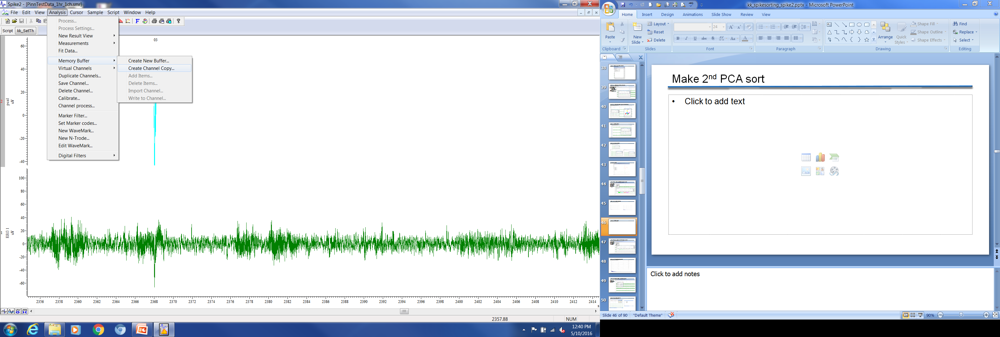 Spike2 - [PinnTestData_1hr_1ch.smr]
File Edit View Analysis Cursor Sample Script Window Help
Script kk_SetTh
Process...
Process Settings...
New Result View
Measurements
Fit Data...
Memory Buffer
Virtual Channels
Duplicate Channels...
Save Channel...
Delete Channel...
Calibrate...
Channel process...
Marker Filter...
Set Marker codes...
New WaveMark...
New N-Trode...
Edit WaveMark...
Digital Filters
Create New Buffer...
Create Channel Copy...
Add Items...
Delete Items...
Import Channel...
Write to Channel...
03
60
40
20
0
-20
-40
2
pcal
uV
100
80
60
40
20
0
-20
-40
-60
1
EEG 1
uV
2356 2358 2360 2362 2364 2366 2368 2370 2372 2374 2376 2378 2380 2382 2384 2386 2388 2390 2392 2394 2396 2398 2400 2402 2404 2406 2408 2410 2412 2414
s
2357.88 NUM
12:40 PM
5/10/2016
kk_spikesorting_spike2.pptx - Microsoft PowerPoint
Home Insert Design Animations Slide Show Review View
Paste
Clipboard
New
Slide
Layout
Reset
Delete
Slides
24
B I U abc S AV Aa A
Font
Paragraph
Arrange
Quick
Styles
Shape Fill
Shape Outline
Shape Effects
Drawing
Find
Replace
Select
Editing
38
39
40
41
42
43
44
45
46
47
48
49
50
Make 2nd PCA sort
• Click to add text
Click to add notes
Slide 46 of 90 "Default Theme" 90%